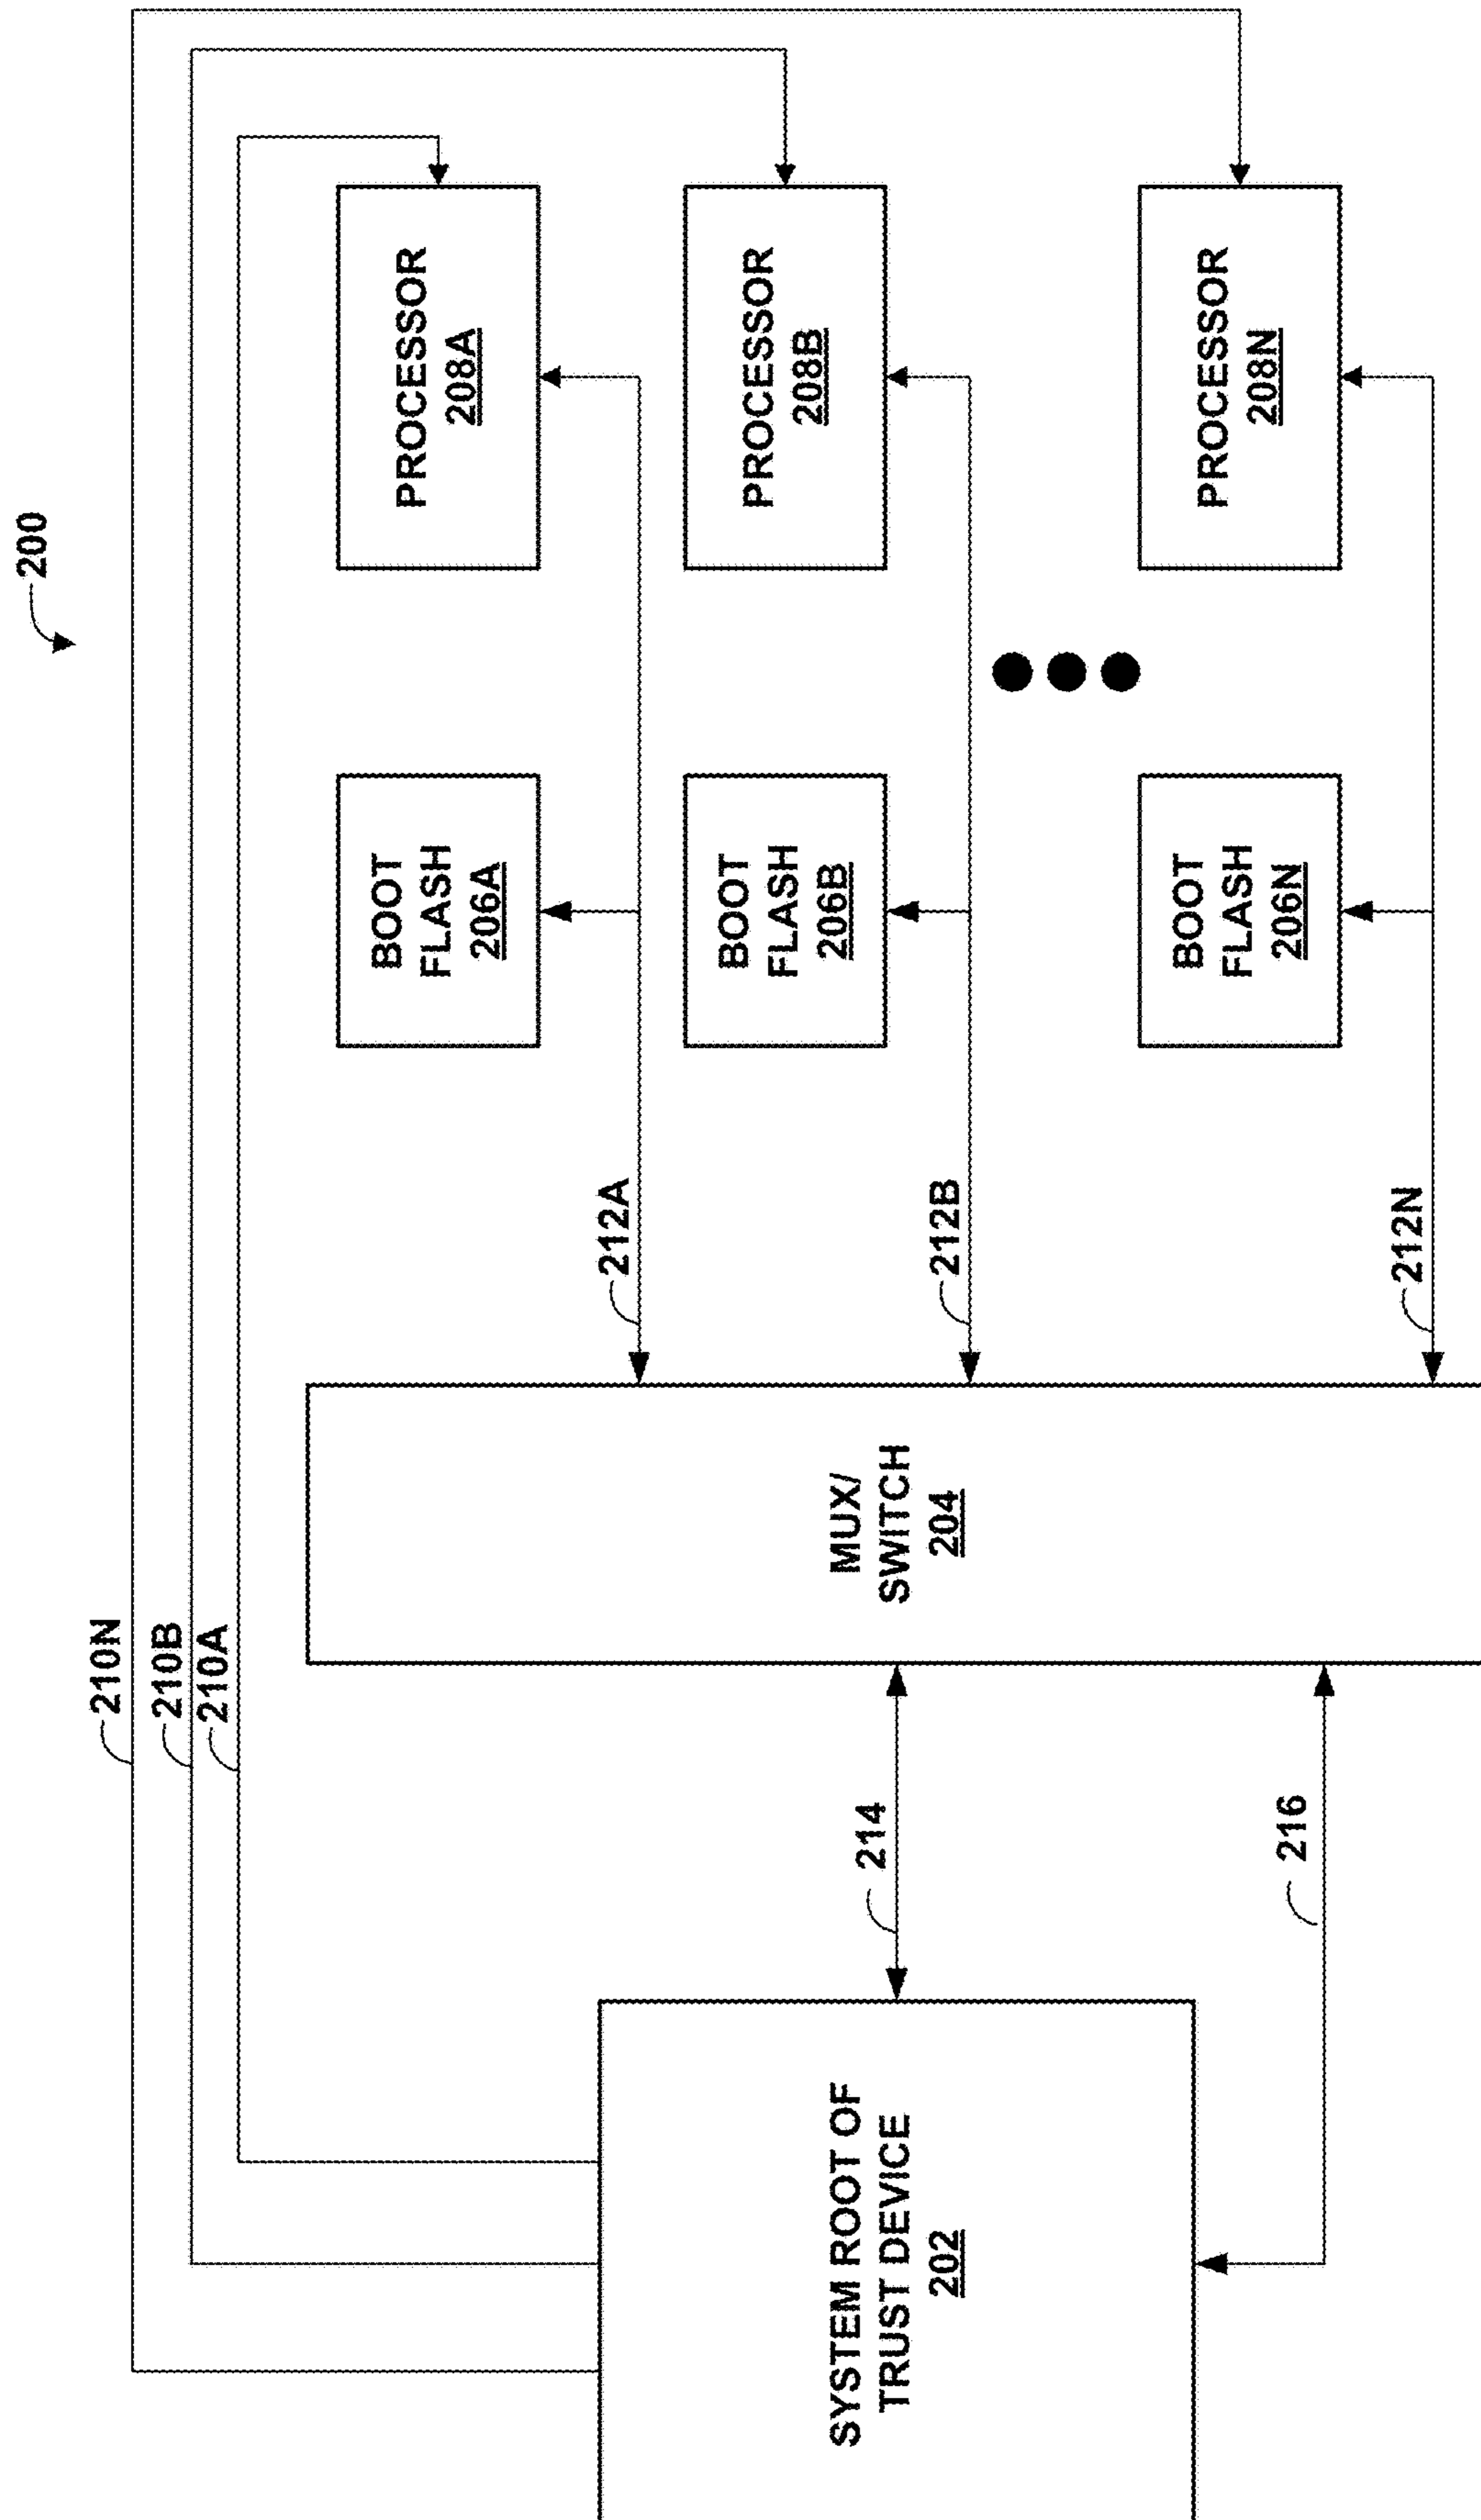 200
210N
210B
210A
SYSTEM ROOT OF
TRUST DEVICE
202
214
216
MUX/
SWITCH
204
212A
212B
212N
BOOT
FLASH
206A
PROCESSOR
208A
BOOT
FLASH
206B
PROCESSOR
208B
BOOT
FLASH
206N
PROCESSOR
208N